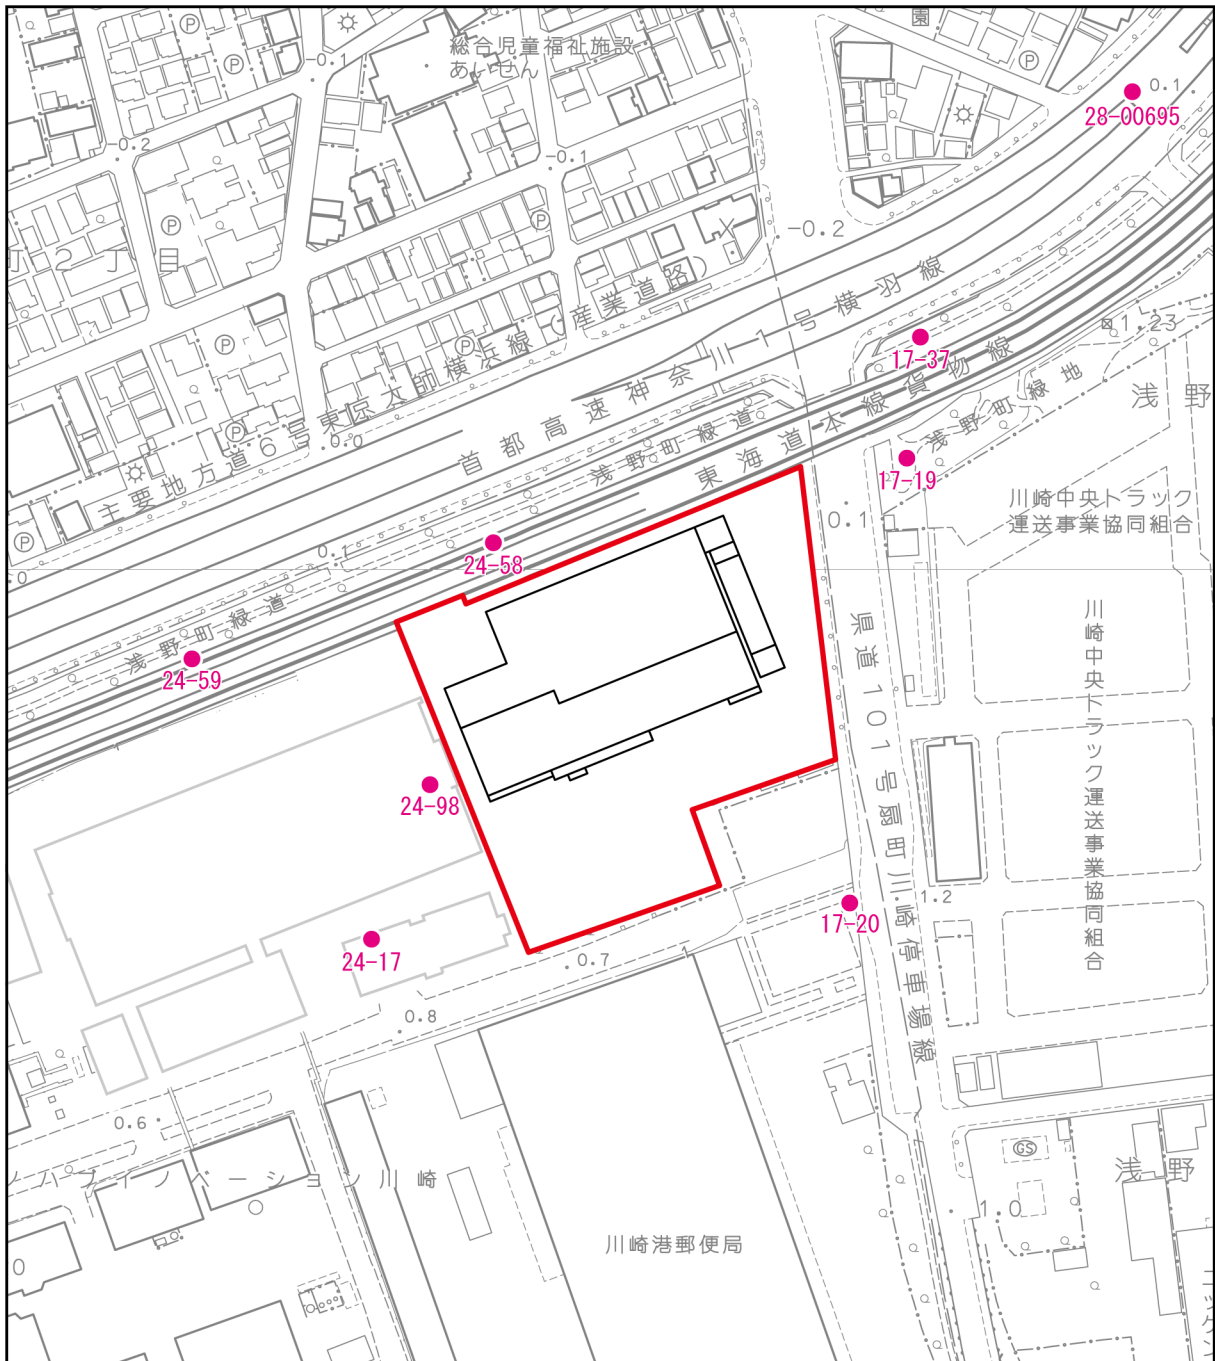 総合児童福祉施設
あいせん
園
P
P
P
-0.1
0.1
28-00695
-0.2
-0.1
P
P
-0.2
町2丁目
主要地方道6号東京大師横浜線(産業道路)
首都高速神奈川1号横羽線
P
P
P
P
17-37
1.23
浅野町緑道
東海道本線貨物線
浅野町緑地
浅野
17-19
川崎中央トラック
運送事業協同組合
0.0
0.1
0.1
24-58
0
浅野町緑道
24-59
県道101号扇町川崎停車場線
川崎中央トラック運送事業協同組合
24-98
1.2
17-20
24-17
0.7
0.8
0.6
GS
浅野
ベーション川崎
1.0
川崎港郵便局
0